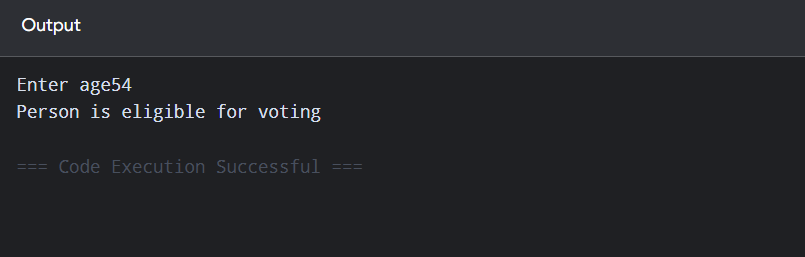 Output
Enter age54
Person is eligible for voting
=== Code Execution Successful ===